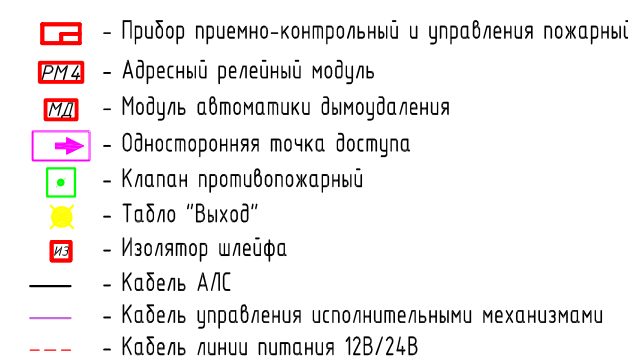 - Прибор приемно-контрольный и управления пожарный
РМ4 - Адресный релейный модуль
МД - Модуль автоматики дымоудаления
- Односторонняя точка доступа
- Клапан противопожарный
- Табло "Выход"
ИЗ - Изолятор шлейфа
- Кабель АЛС
- Кабель управления исполнительными механизмами
- Кабель линии питания 12В/24В